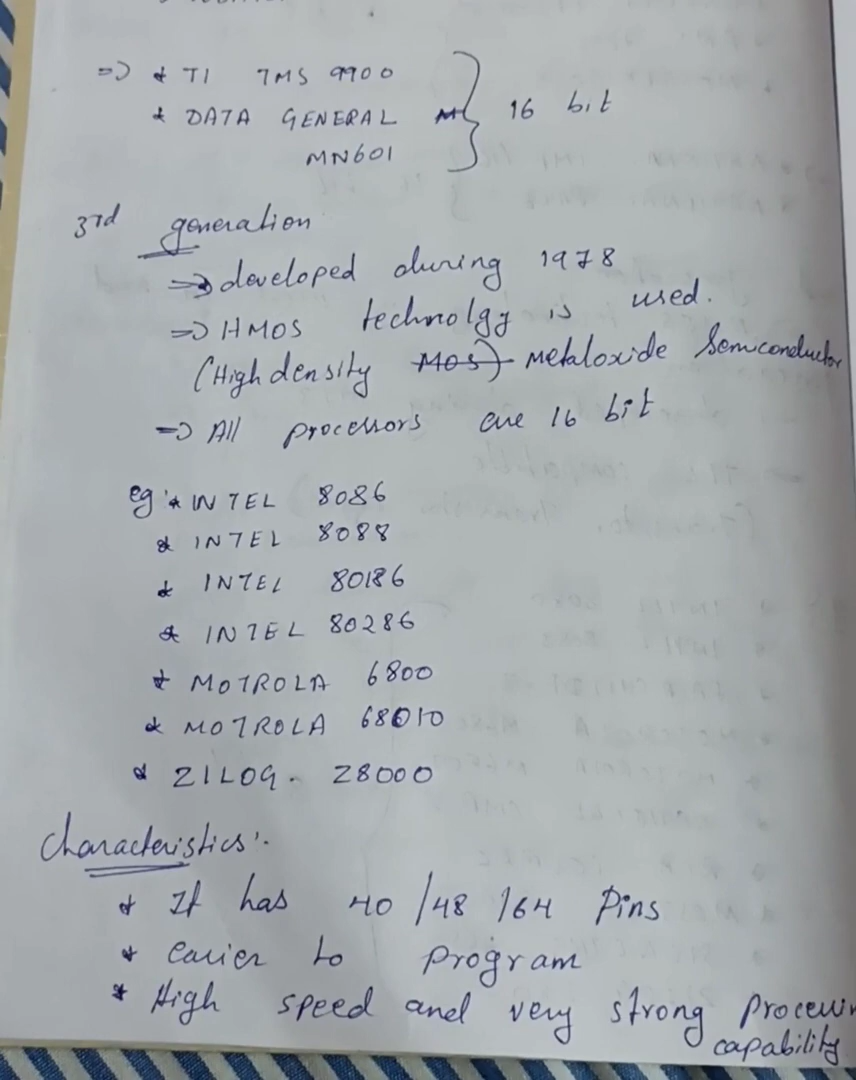 => * TI TMS 9900
* DATA GENERAL } 16 bit
MN601
3rd generation
=> developed during 1978
=> HMOS technolgy is used.
(High density MOS) Metaloxide Semiconductor
=> All processors are 16 bit
eg :* INTEL 8086
* INTEL 8088
* INTEL 80186
* INTEL 80286
* MOTROLA 6800
* MOTROLA 68010
* ZILOG. Z8000
Characteristics :-
* It has 40/48/64 Pins
* Easier to program
* High speed and very strong Processin
capability.